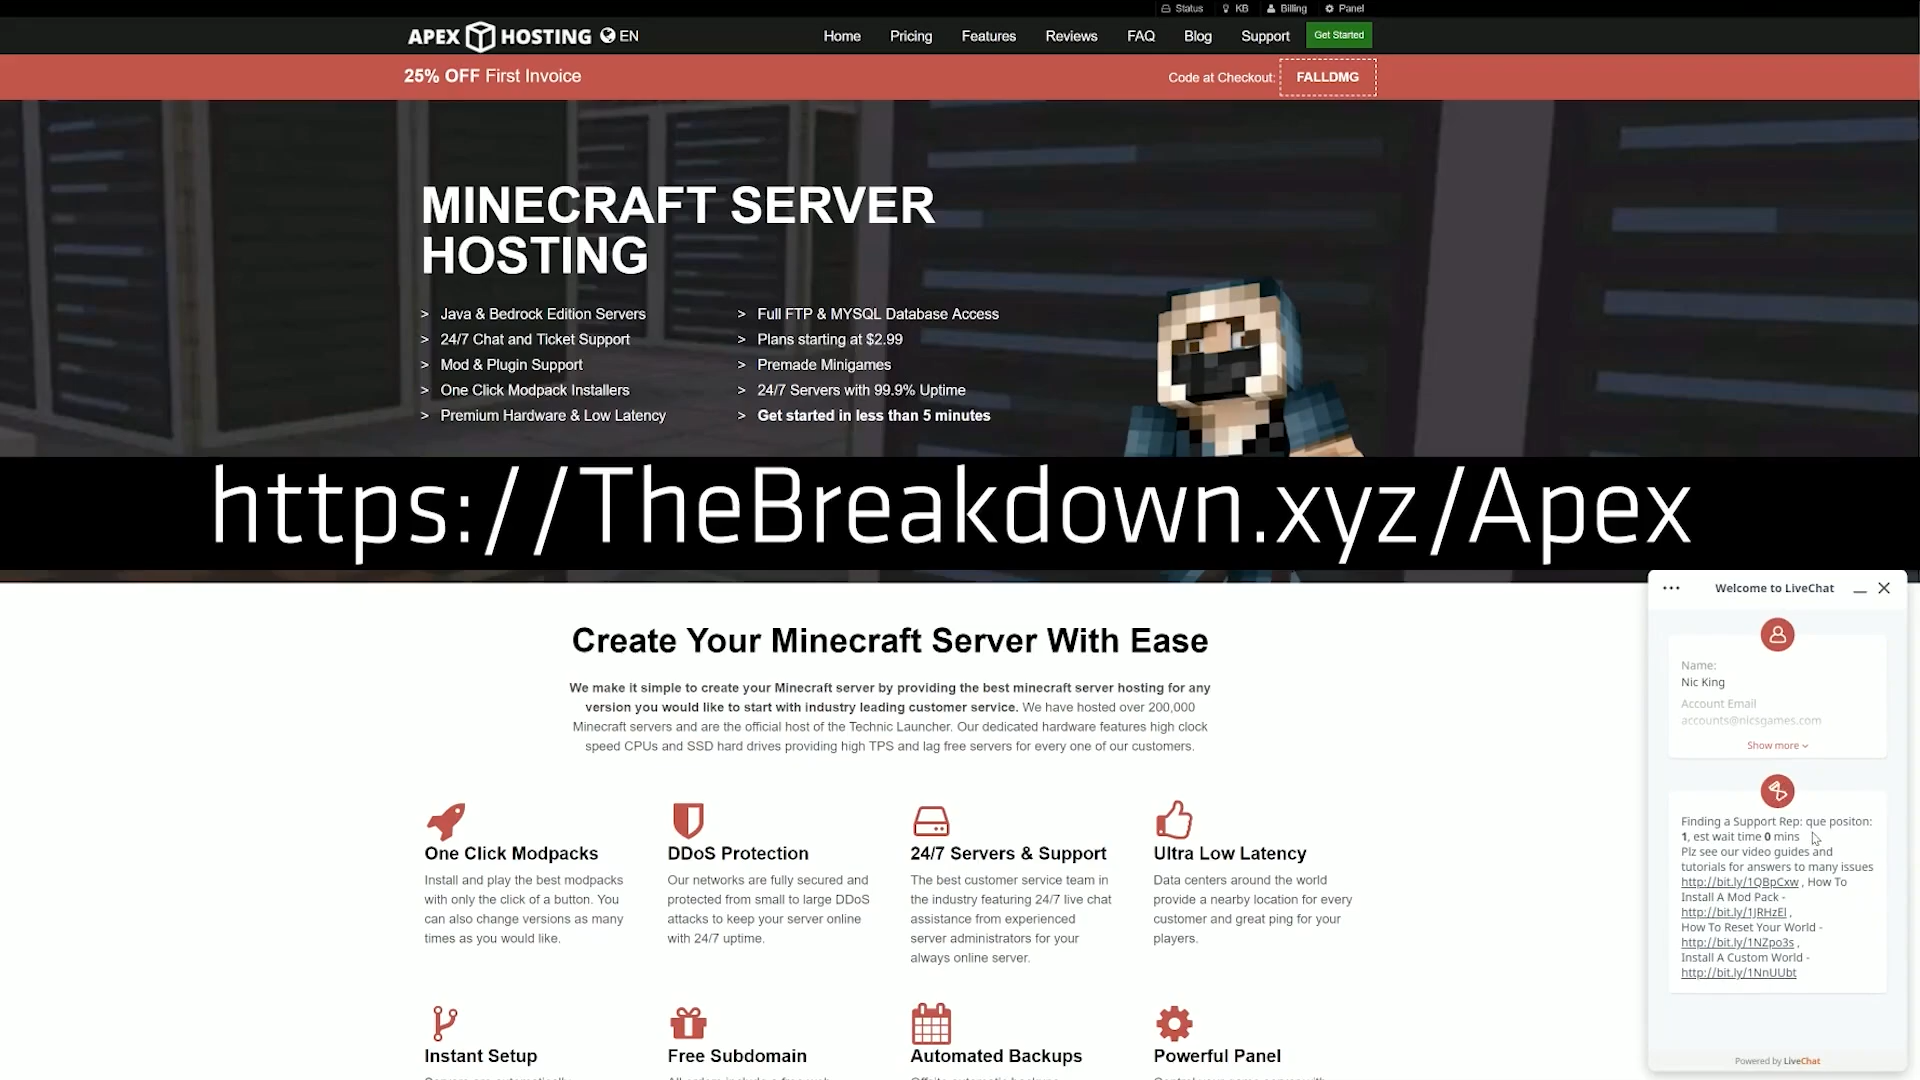 Status KB Billing Panel
APEX HOSTING EN Home Pricing Features Reviews FAQ Blog Support Get Started
25% OFF First Invoice Code at Checkout: FALLDMG
MINECRAFT SERVER
HOSTING
> Java & Bedrock Edition Servers
> 24/7 Chat and Ticket Support
> Mod & Plugin Support
> One Click Modpack Installers
> Premium Hardware & Low Latency
> Full FTP & MYSQL Database Access
> Plans starting at $2.99
> Premade Minigames
> 24/7 Servers with 99.9% Uptime
> Get started in less than 5 minutes
https://TheBreakdown.xyz/Apex
Create Your Minecraft Server With Ease
We make it simple to create your Minecraft server by providing the best minecraft server hosting for any
version you would like to start with industry leading customer service. We have hosted over 200,000
Minecraft servers and are the official host of the Technic Launcher. Our dedicated hardware features high clock
speed CPUs and SSD hard drives providing high TPS and lag free servers for every one of our customers.
One Click Modpacks
Install and play the best modpacks
with only the click of a button. You
can also change versions as many
times as you would like.
DDoS Protection
Our networks are fully secured and
protected from small to large DDoS
attacks to keep your server online
with 24/7 uptime.
24/7 Servers & Support
The best customer service team in
the industry featuring 24/7 live chat
assistance from experienced
server administrators for your
always online server.
Ultra Low Latency
Data centers around the world
provide a nearby location for every
customer and great ping for your
players.
Instant Setup
Free Subdomain
Automated Backups
Powerful Panel
Welcome to LiveChat
Name:
Nic King
Account Email
accounts@nicsgames.com
Show more
Finding a Support Rep: que positon:
1, est wait time 0 mins
Plz see our video guides and
tutorials for answers to many issues
http://bit.ly/1QBpCxw , How To
Install A Mod Pack -
http://bit.ly/1JRHzEl ,
How To Reset Your World -
http://bit.ly/1NZpo3s ,
Install A Custom World -
http://bit.ly/1NnUUbt
Powered by LiveChat